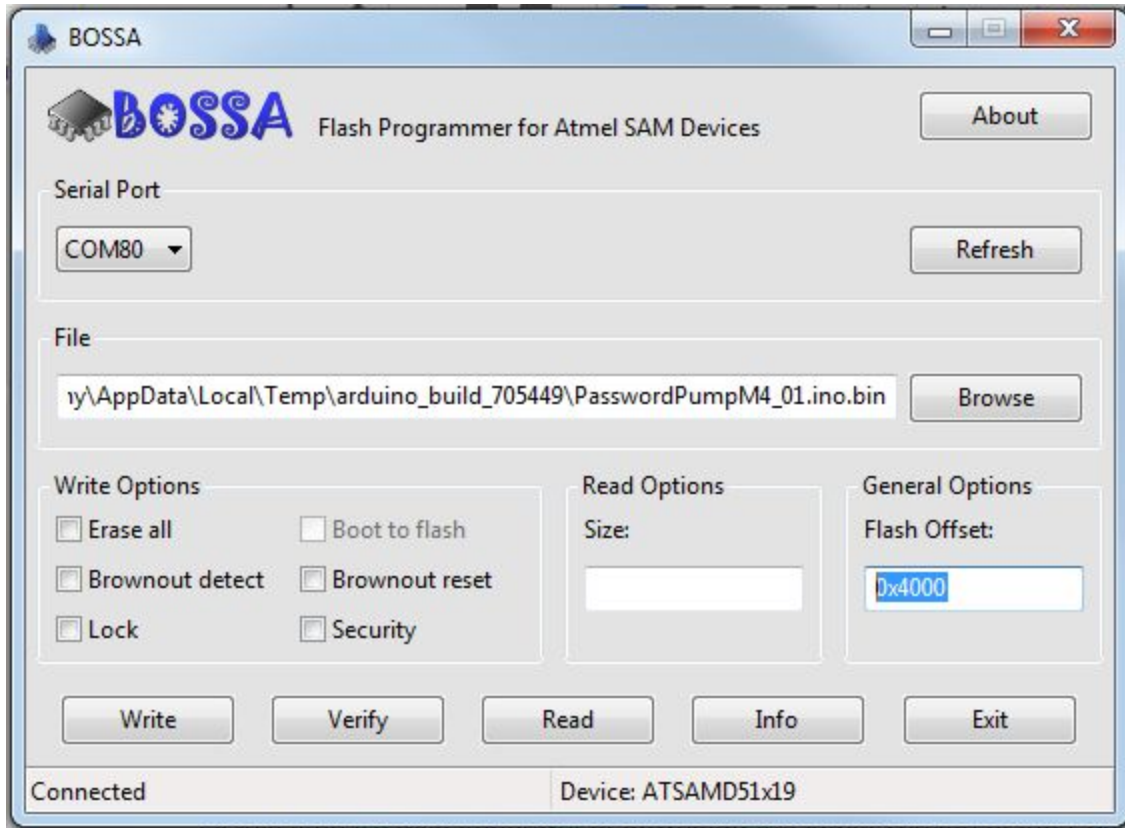 BOSSA
BOSSA Flash Programmer for Atmel SAM Devices About
Serial Port
COM80 Refresh
File
\AppData\Local\Temp\arduino_build_705449\PasswordPumpM4_01.ino.bin Browse
Write Options Read Options General Options
Erase all Boot to flash Size: Flash Offset:
Brownout detect Brownout reset 0x4000
Lock Security
Write Verify Read Info Exit
Connected Device: ATSAMD51x19